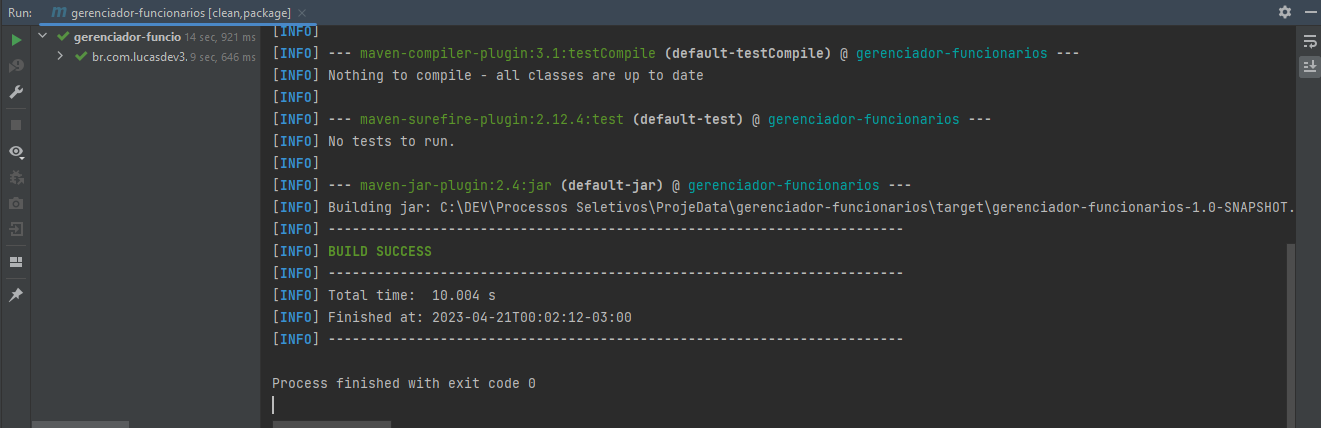 Run: m gerenciador-funcionarios [clean,package] ×
gerenciador-funcio 14 sec, 921 ms
br.com.lucasdev3. 9 sec, 646 ms
[INFO]
[INFO] --- maven-compiler-plugin:3.1:testCompile (default-testCompile) @ gerenciador-funcionarios ---
[INFO] Nothing to compile - all classes are up to date
[INFO]
[INFO] --- maven-surefire-plugin:2.12.4:test (default-test) @ gerenciador-funcionarios ---
[INFO] No tests to run.
[INFO]
[INFO] --- maven-jar-plugin:2.4:jar (default-jar) @ gerenciador-funcionarios ---
[INFO] Building jar: C:\DEV\Processos Seletivos\ProjeData\gerenciador-funcionarios\target\gerenciador-funcionarios-1.0-SNAPSHOT.
[INFO] ------------------------------------------------------------------------
[INFO] BUILD SUCCESS
[INFO] ------------------------------------------------------------------------
[INFO] Total time:  10.004 s
[INFO] Finished at: 2023-04-21T00:02:12-03:00
[INFO] ------------------------------------------------------------------------
Process finished with exit code 0